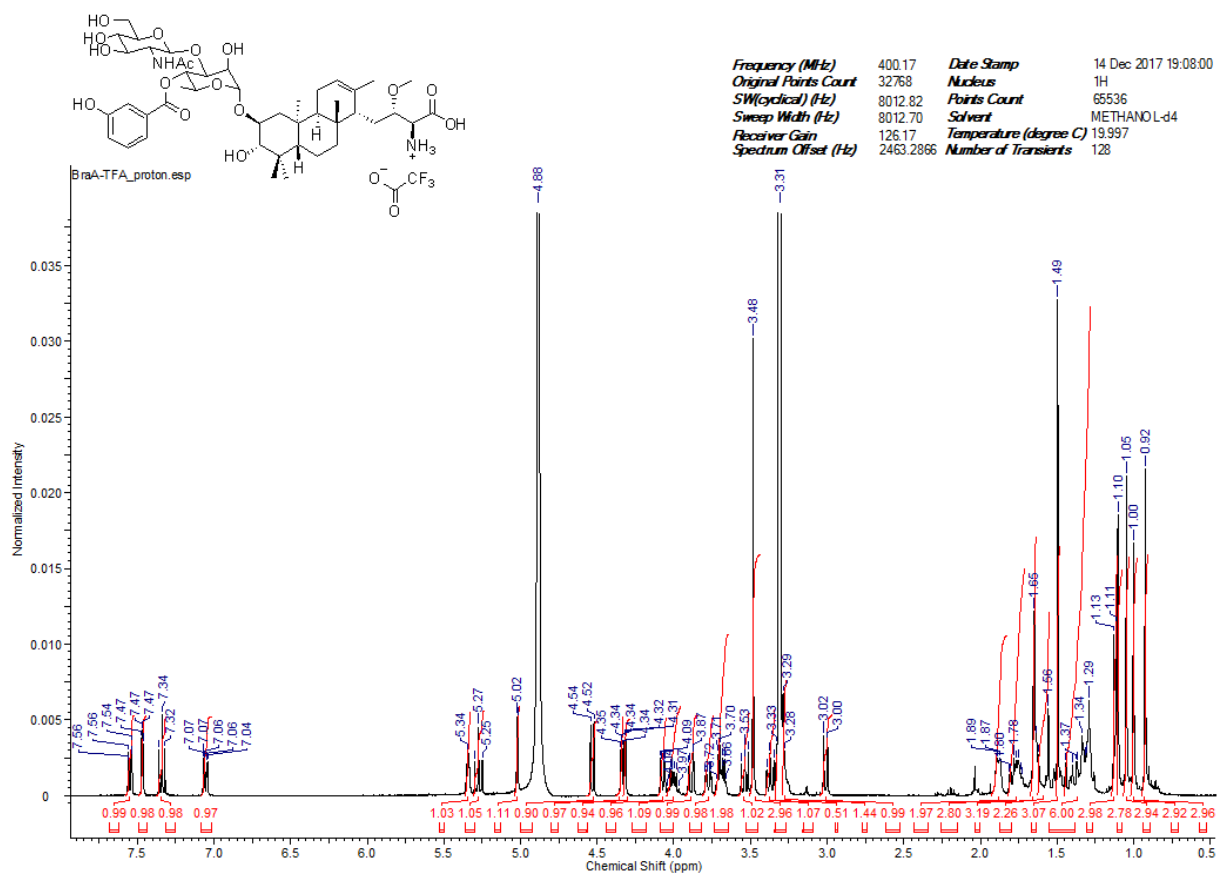 HO
HO
HO
NHAc
O
O
OH
O
O
O
O
HO
O
HO
H
H
O
O
OH
NH3
+
O-
CF3
O
Frequency (MHz) 400.17 Date Stamp 14 Dec 2017 19:08:00
Original Points Count 32768 Nucleus 1H
SW(cyclical) (Hz) 8012.82 Points Count 65536
Sweep Width (Hz) 8012.70 Solvent METHANOL-d4
Receiver Gain 126.17 Temperature (degree C) 19.997
Spectrum Offset (Hz) 2463.2866 Number of Transients 128
BraA-TFA_proton.esp
Normalized Intensity
0.035
0.030
0.025
0.020
0.015
0.010
0.005
0
7.56
7.56
7.54
7.47
7.47
7.47
7.34
7.32
7.07
7.07
7.06
7.06
7.04
5.34
5.27
5.25
5.02
4.88
4.54
4.52
4.35
4.34
4.34
4.34
4.32
4.31
4.09
3.97
3.87
3.72
3.71
3.70
3.66
3.53
3.48
3.33
3.31
3.29
3.28
3.02
3.00
1.89
1.87
1.80
1.78
1.65
1.56
1.49
1.37
1.34
1.29
1.13
1.11
1.10
1.05
1.00
0.92
0.99 0.98 0.98 0.97 1.03 1.05 1.11 0.90 0.97 0.94 0.96 1.09 0.99 0.98 1.98 1.02 2.96 1.07 0.51 1.44 0.99 1.97 2.80 3.19 2.26 3.07 6.00 2.98 2.78 2.94 2.92 2.96
7.5 7.0 6.5 6.0 5.5 5.0 4.5 4.0 3.5 3.0 2.5 2.0 1.5 1.0 0.5
Chemical Shift (ppm)